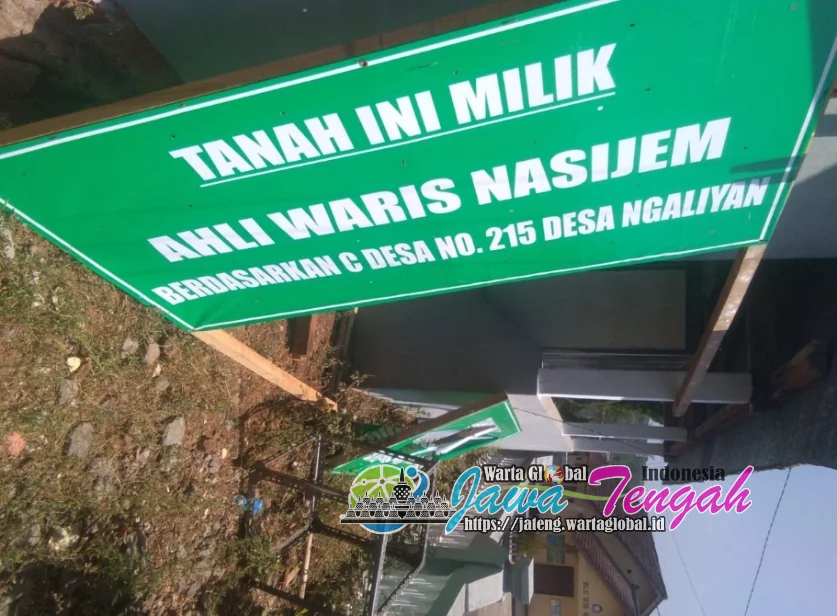 TANAH INI MILIK
AHLI WARIS NASIJEM
BERDASARKAN C DESA NO. 215 DESA NGALIYAN
Warta Global Indonesia
Jawa Tengah
https://jateng.wartaglobal.id